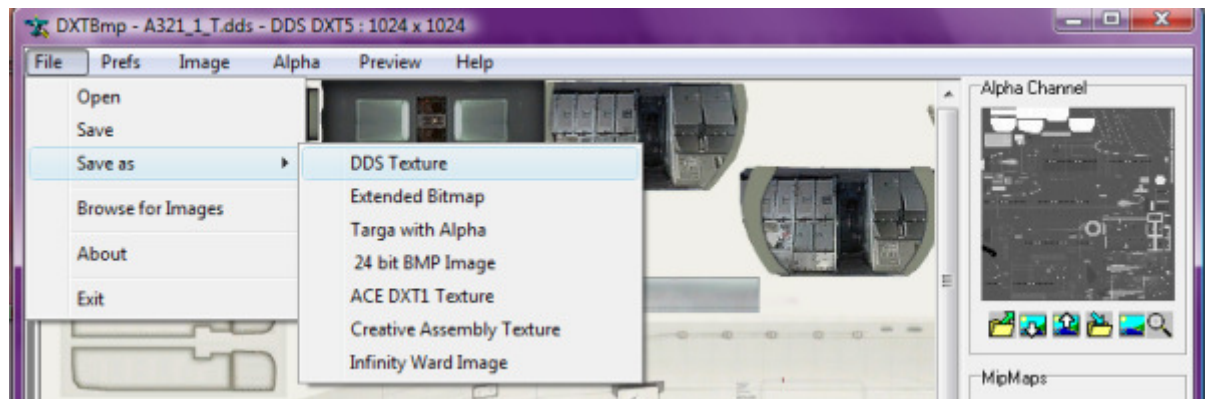 DXTBmp - A321_1_T.dds - DDS DXT5 : 1024 x 1024
File Prefs Image Alpha Preview Help
Open
Save
Save as
Browse for Images
About
Exit
DDS Texture
Extended Bitmap
Targa with Alpha
24 bit BMP Image
ACE DXT1 Texture
Creative Assembly Texture
Infinity Ward Image
Alpha Channel
MipMaps